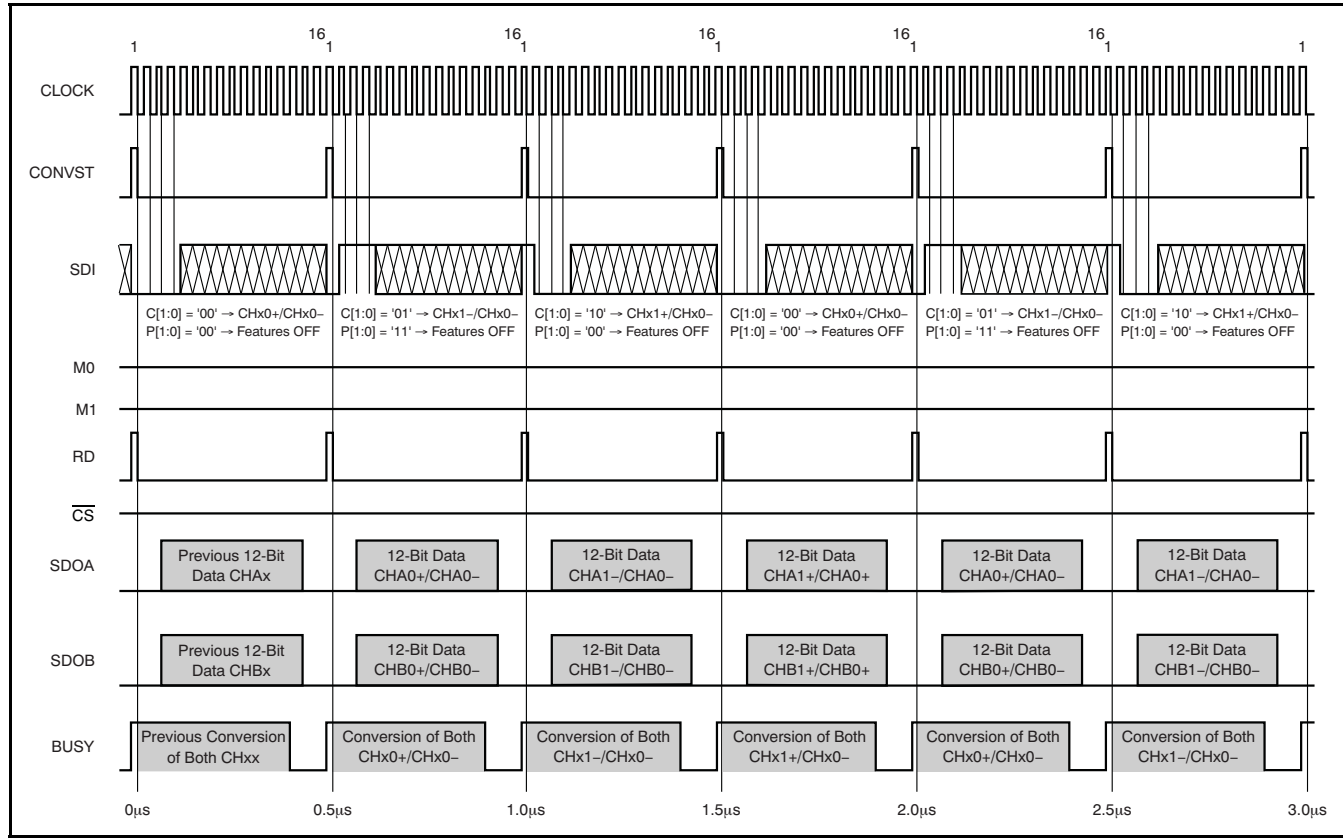 16 16 16 16 16
1 1 1 1 1 1 1
CLOCK
CONVST
SDI
C[1:0] = '00' → CHx0+/CHx0− C[1:0] = '01' → CHx1−/CHx0− C[1:0] = '10' → CHx1+/CHx0− C[1:0] = '00' → CHx0+/CHx0− C[1:0] = '01' → CHx1−/CHx0− C[1:0] = '10' → CHx1+/CHx0−
P[1:0] = '00' → Features OFF P[1:0] = '11' → Features OFF P[1:0] = '00' → Features OFF P[1:0] = '00' → Features OFF P[1:0] = '11' → Features OFF P[1:0] = '00' → Features OFF
M0
M1
RD
CS
SDOA
Previous 12-Bit 12-Bit Data 12-Bit Data 12-Bit Data 12-Bit Data 12-Bit Data
Data CHAx CHA0+/CHA0− CHA1−/CHA0− CHA1+/CHA0+ CHA0+/CHA0− CHA1−/CHA0−
SDOB
Previous 12-Bit 12-Bit Data 12-Bit Data 12-Bit Data 12-Bit Data 12-Bit Data
Data CHBx CHB0+/CHB0− CHB1−/CHB0− CHB1+/CHB0+ CHB0+/CHB0− CHB1−/CHB0−
BUSY
Previous Conversion Conversion of Both Conversion of Both Conversion of Both Conversion of Both Conversion of Both
of Both CHxx CHx0+/CHx0− CHx1−/CHx0− CHx1+/CHx0− CHx0+/CHx0− CHx1−/CHx0−
0µs 0.5µs 1.0µs 1.5µs 2.0µs 2.5µs 3.0µs